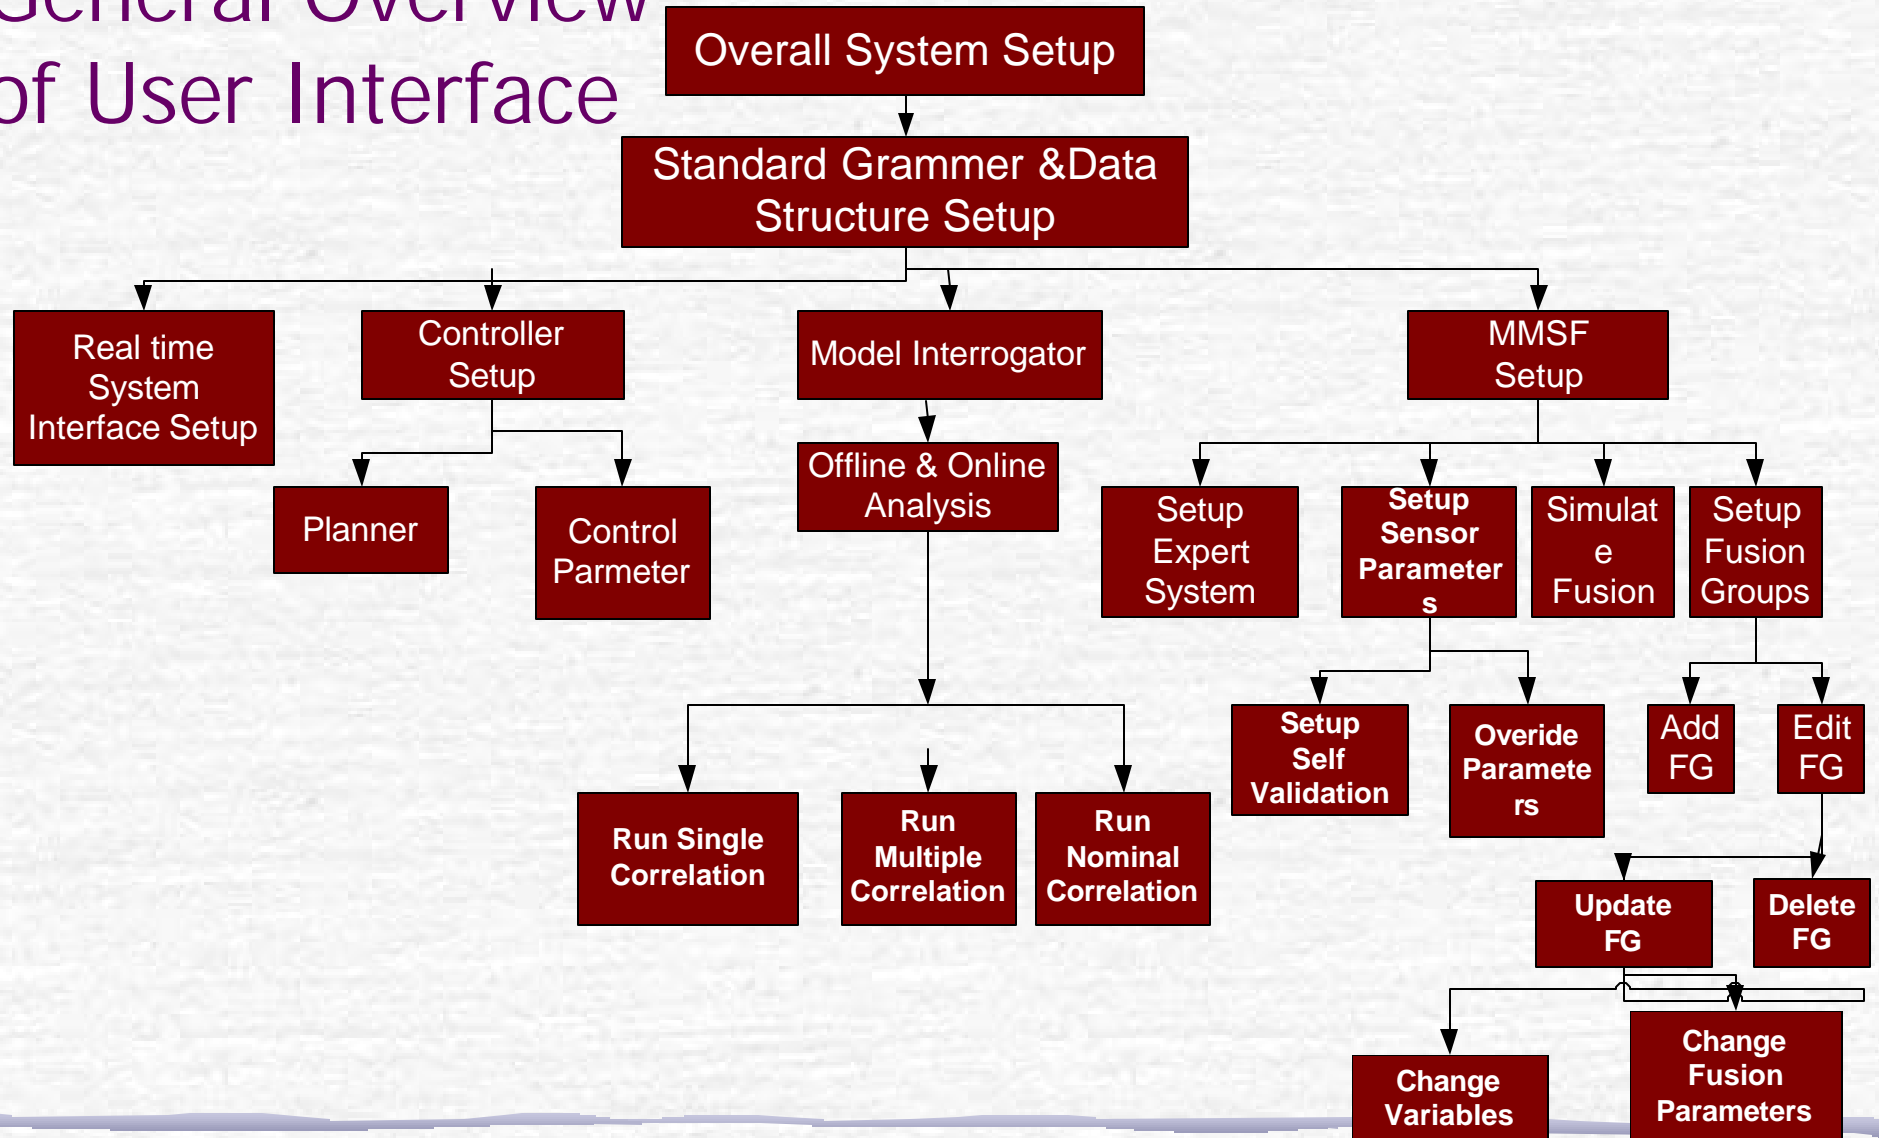 General Overview
of User Interface
Overall System Setup
Standard Grammer &Data
Structure Setup
Real time
System
Interface Setup
Controller
Setup
Model Interrogator
MMSF
Setup
Planner
Control
Parmeter
Offline & Online
Analysis
Setup
Expert
System
Setup
Sensor
Parameter
s
Simulat
e
Fusion
Setup
Fusion
Groups
Setup
Self
Validation
Overide
Paramete
rs
Add
FG
Edit
FG
Run Single
Correlation
Run
Multiple
Correlation
Run
Nominal
Correlation
Update
FG
Delete
FG
Change
Variables
Change
Fusion
Parameters